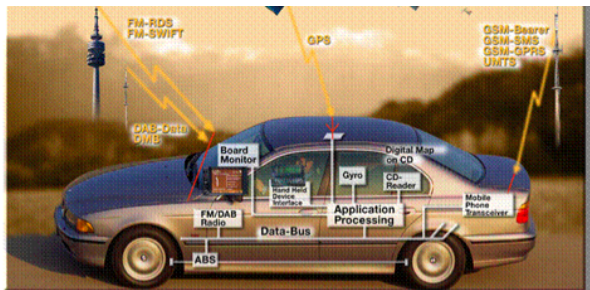 FM-RDS
FM-SWIFT
GPS
GSM-Bearer
GSM-SMS
GSM-GPRS
UMTS
DAB-Data
DMB
Board
Monitor
Digital Map
on CD
Gyro
CD-
Reader
Hand Held
Device
Interface
Mobile
Phone
Transceiver
FM/DAB
Radio
Application
Processing
Data-Bus
ABS